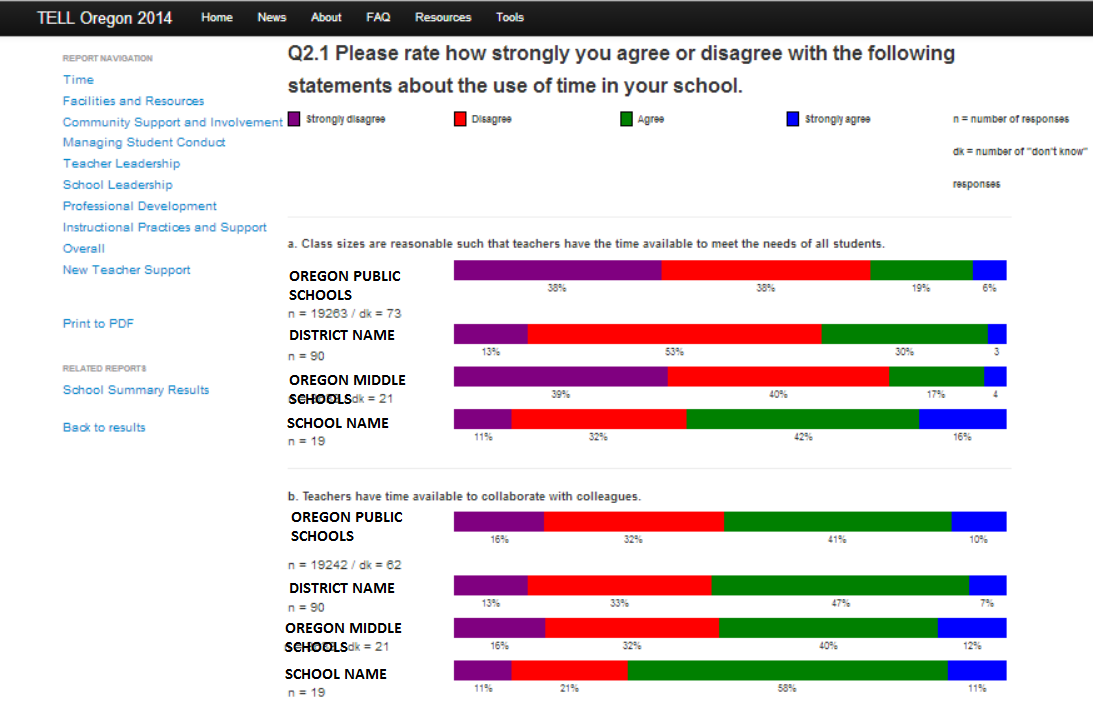 TELL Oregon 2014 Home News About FAQ Resources Tools
REPORT NAVIGATION
Time
Facilities and Resources
Community Support and Involvement
Managing Student Conduct
Teacher Leadership
School Leadership
Professional Development
Instructional Practices and Support
Overall
New Teacher Support
Print to PDF
RELATED REPORTS
School Summary Results
Back to results
Q2.1 Please rate how strongly you agree or disagree with the following
statements about the use of time in your school.
Strongly disagree Disagree Agree Strongly agree n = number of responses
dk = number of "don't know"
responses
a. Class sizes are reasonable such that teachers have the time available to meet the needs of all students.
OREGON PUBLIC
SCHOOLS
38% 38% 19% 6%
n = 19263 / dk = 73
DISTRICT NAME
13% 53% 30% 3
n = 90
OREGON MIDDLE
39% 40% 17% 4
SCHOOLS dk = 21
SCHOOL NAME
11% 32% 42% 16%
n = 19
b. Teachers have time available to collaborate with colleagues.
OREGON PUBLIC
SCHOOLS
16% 32% 41% 10%
n = 19242 / dk = 62
DISTRICT NAME
13% 33% 47% 7%
n = 90
OREGON MIDDLE
16% 32% 40% 12%
SCHOOLS dk = 21
SCHOOL NAME
11% 21% 58% 11%
n = 19